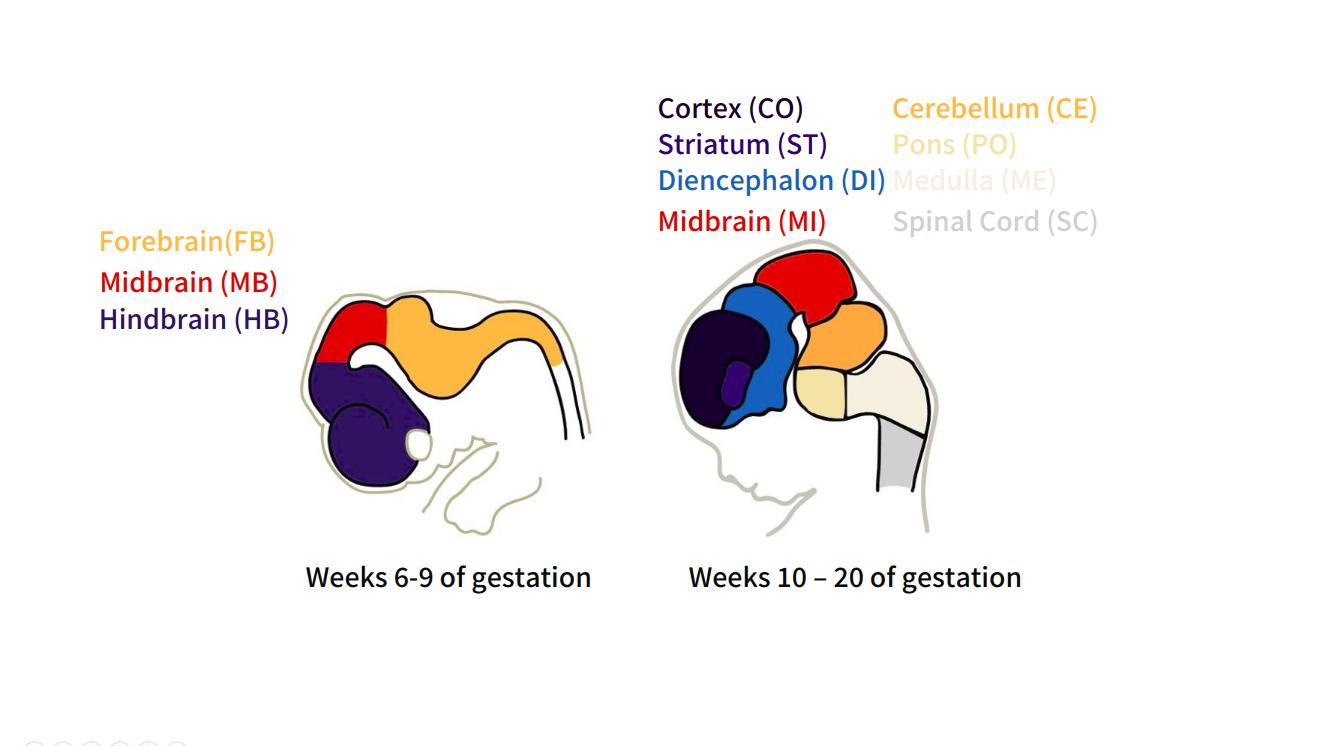 Cortex (CO)
Striatum (ST)
Diencephalon (DI)
Midbrain (MI)
Cerebellum (CE)
Pons (PO)
Medulla (ME)
Spinal Cord (SC)
Forebrain(FB)
Midbrain (MB)
Hindbrain (HB)
Weeks 6-9 of gestation
Weeks 10 – 20 of gestation